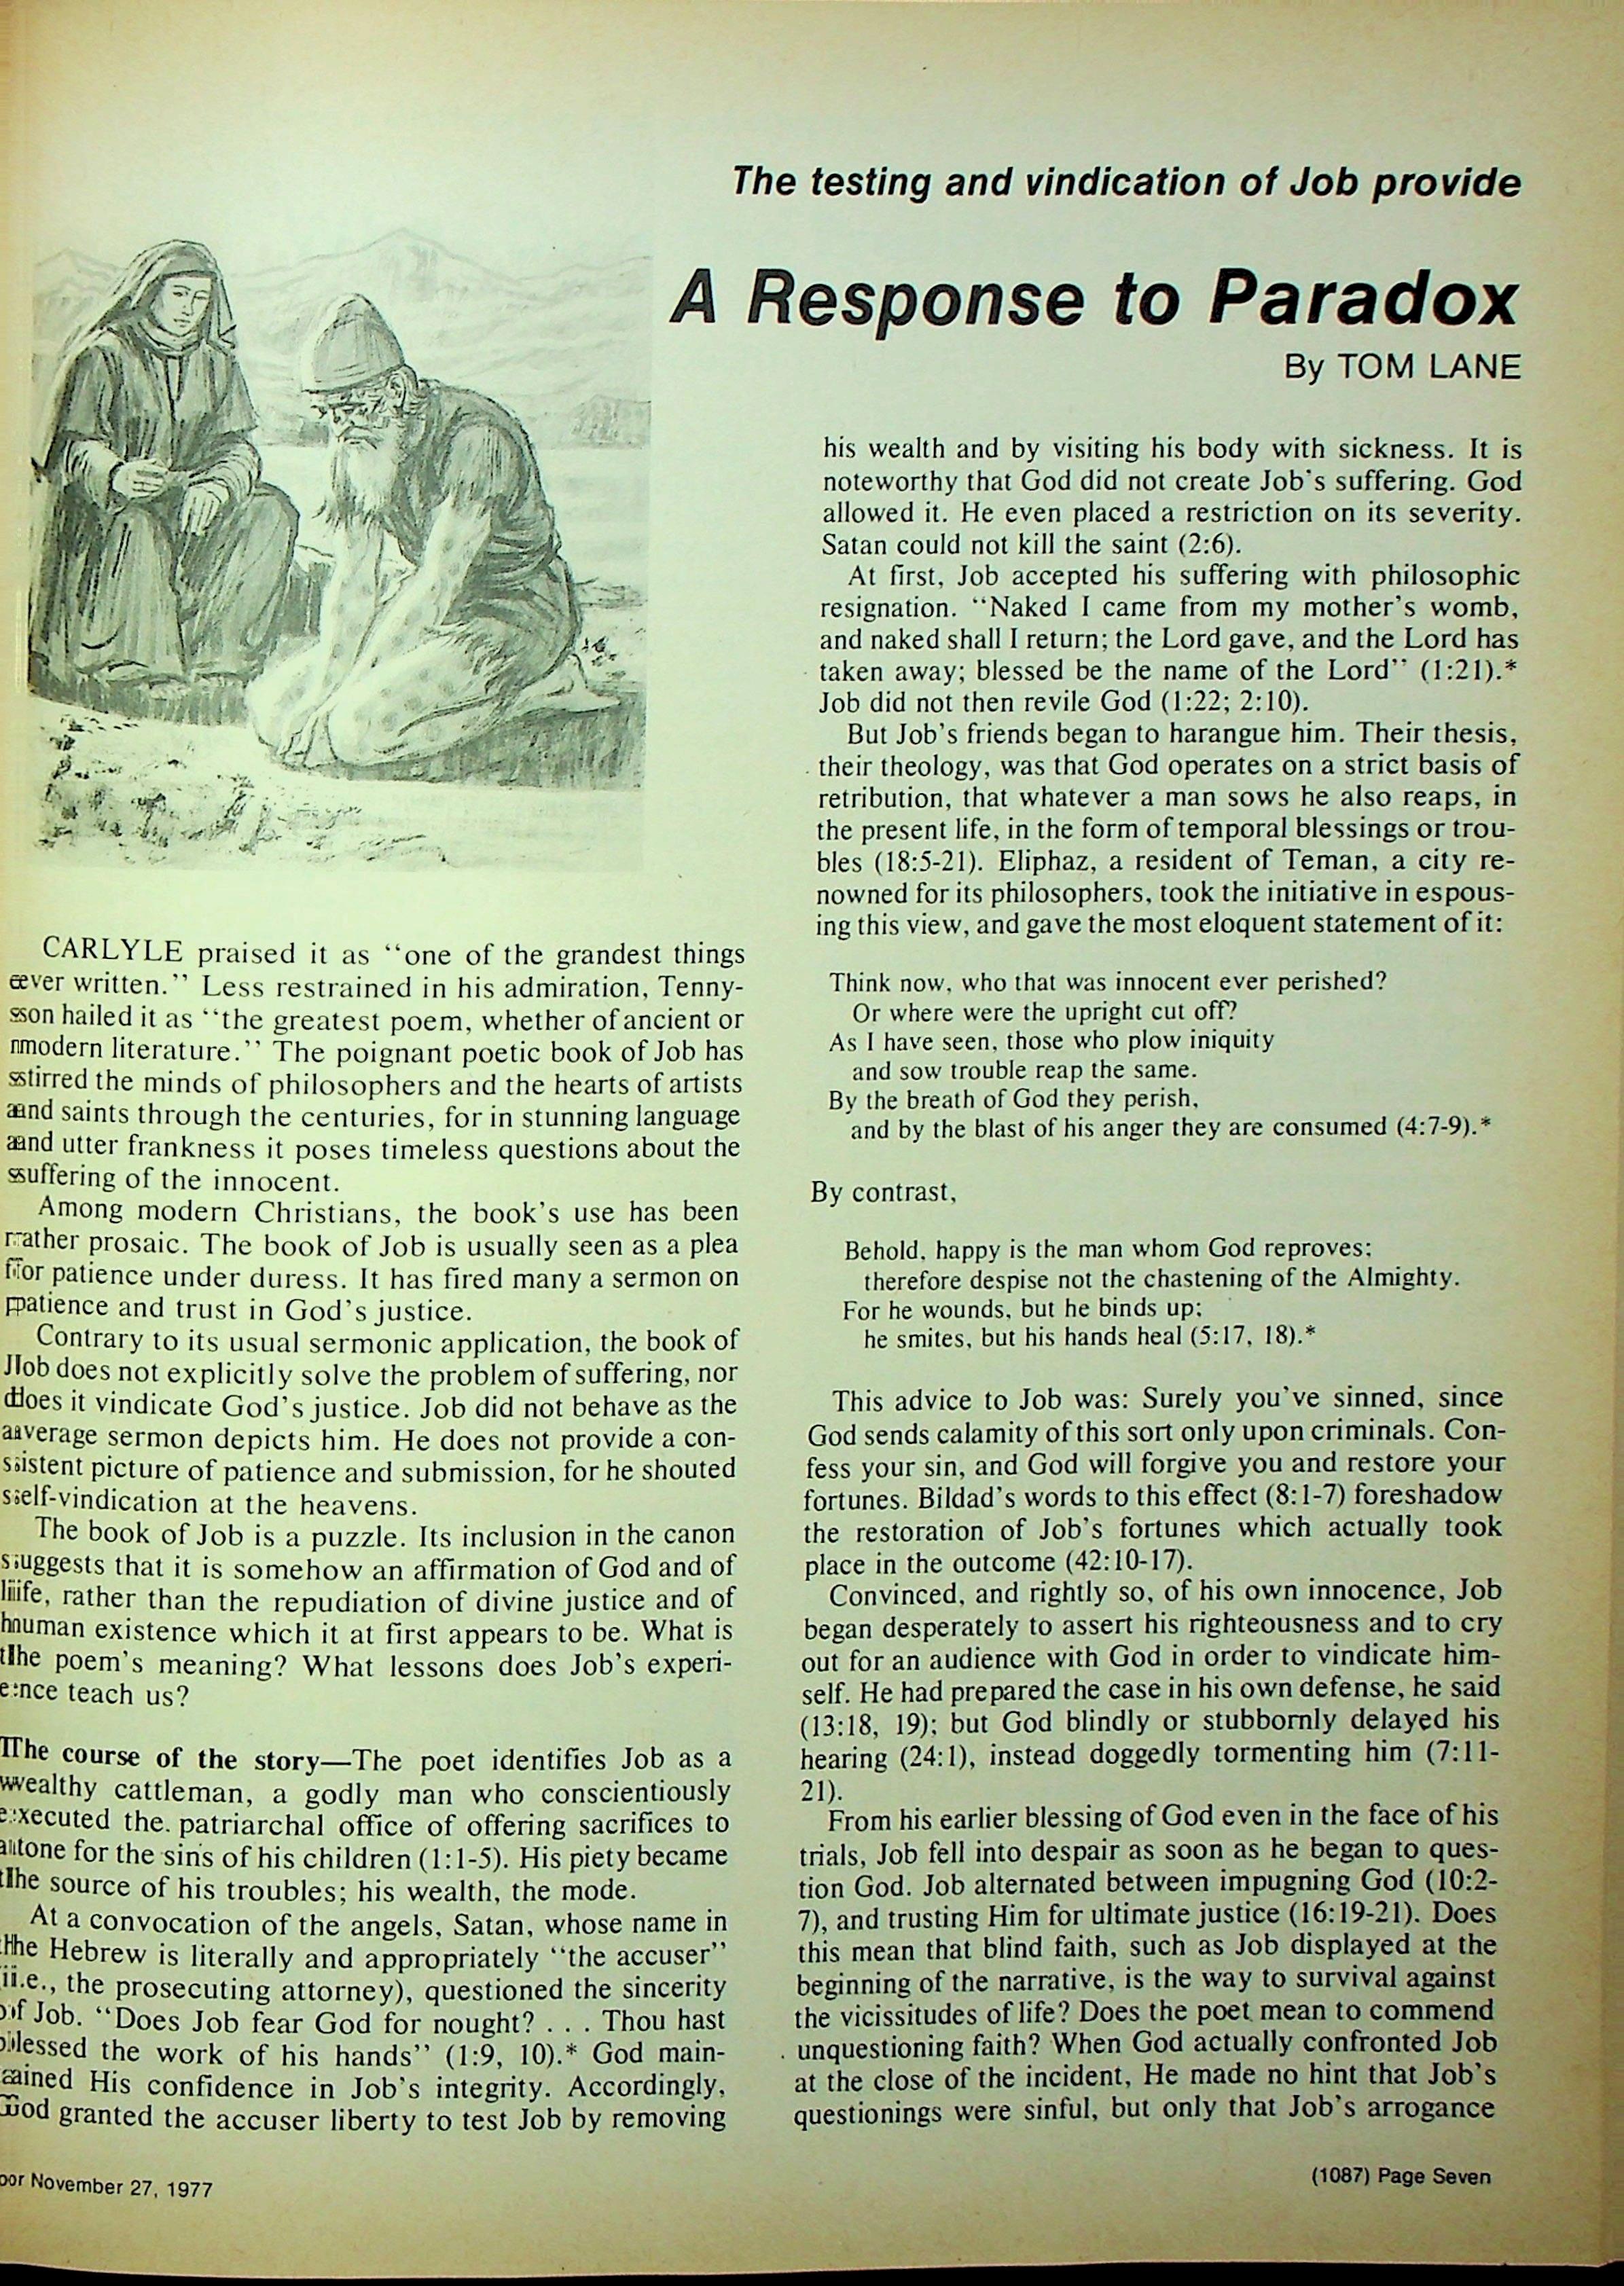 The testing and vindication of Job provide
A Response to Paradox
By TOM LANE
CARLYLE praised it as “one of the grandest things
ever written.” Less restrained in his admiration, Tenny-
son hailed it as “the greatest poem, whether of ancient or
modern literature.” The poignant poetic book of Job has
stirred the minds of philosophers and the hearts of artists
and saints through the centuries, for in stunning language
and utter frankness it poses timeless questions about the
suffering of the innocent.
Among modern Christians, the book’s use has been
rather prosaic. The book of Job is usually seen as a plea
for patience under duress. It has fired many a sermon on
patience and trust in God’s justice.
Contrary to its usual sermonic application, the book of
Job does not explicitly solve the problem of suffering, nor
does it vindicate God’s justice. Job did not behave as the
average sermon depicts him. He does not provide a con-
sistent picture of patience and submission, for he shouted
self-vindication at the heavens.
The book of Job is a puzzle. Its inclusion in the canon
suggests that it is somehow an affirmation of God and of
life, rather than the repudiation of divine justice and of
human existence which it at first appears to be. What is
the poem’s meaning? What lessons does Job’s experi-
ence teach us?
The course of the story—The poet identifies Job as a
wealthy cattleman, a godly man who conscientiously
executed the patriarchal office of offering sacrifices to
atone for the sins of his children (1:1-5). His piety became
the source of his troubles; his wealth, the mode.
At a convocation of the angels, Satan, whose name in
the Hebrew is literally and appropriately “the accuser”
(i.e., the prosecuting attorney), questioned the sincerity
of Job. “Does Job fear God for nought? . . . Thou hast
blessed the work of his hands” (1:9, 10).* God main-
tained His confidence in Job’s integrity. Accordingly,
God granted the accuser liberty to test Job by removing
his wealth and by visiting his body with sickness. It is
noteworthy that God did not create Job’s suffering. God
allowed it. He even placed a restriction on its severity.
Satan could not kill the saint (2:6).
At first, Job accepted his suffering with philosophic
resignation. “Naked I came from my mother’s womb,
and naked shall I return; the Lord gave, and the Lord has
taken away; blessed be the name of the Lord” (1:21).*
Job did not then revile God (1:22; 2:10).
But Job’s friends began to harangue him. Their thesis,
their theology, was that God operates on a strict basis of
retribution, that whatever a man sows he also reaps, in
the present life, in the form of temporal blessings or trou-
bles (18:5-21). Eliphaz, a resident of Teman, a city re-
nowned for its philosophers, took the initiative in espous-
ing this view, and gave the most eloquent statement of it:
Think now, who that was innocent ever perished?
Or where were the upright cut off?
As I have seen, those who plow iniquity
and sow trouble reap the same.
By the breath of God they perish,
and by the blast of his anger they are consumed (4:7-9).*
By contrast,
Behold, happy is the man whom God reproves;
therefore despise not the chastening of the Almighty.
For he wounds, but he binds up;
he smites, but his hands heal (5:17, 18).*
This advice to Job was: Surely you’ve sinned, since
God sends calamity of this sort only upon criminals. Con-
fess your sin, and God will forgive you and restore your
fortunes. Bildad’s words to this effect (8:1-7) foreshadow
the restoration of Job’s fortunes which actually took
place in the outcome (42:10-17).
Convinced, and rightly so, of his own innocence, Job
began desperately to assert his righteousness and to cry
out for an audience with God in order to vindicate him-
self. He had prepared the case in his own defense, he said
(13:18, 19); but God blindly or stubbornly delayed his
hearing (24:1), instead doggedly tormenting him (7:11-
21).
From his earlier blessing of God even in the face of his
trials, Job fell into despair as soon as he began to ques-
tion God. Job alternated between impugning God (10:2-
7), and trusting Him for ultimate justice (16:19-21). Does
this mean that blind faith, such as Job displayed at the
beginning of the narrative, is the way to survival against
the vicissitudes of life? Does the poet mean to commend
unquestioning faith? When God actually confronted Job
at the close of the incident, He made no hint that Job’s
questionings were sinful, but only that Job’s arrogance
November 27, 1977
(1087) Page Seven